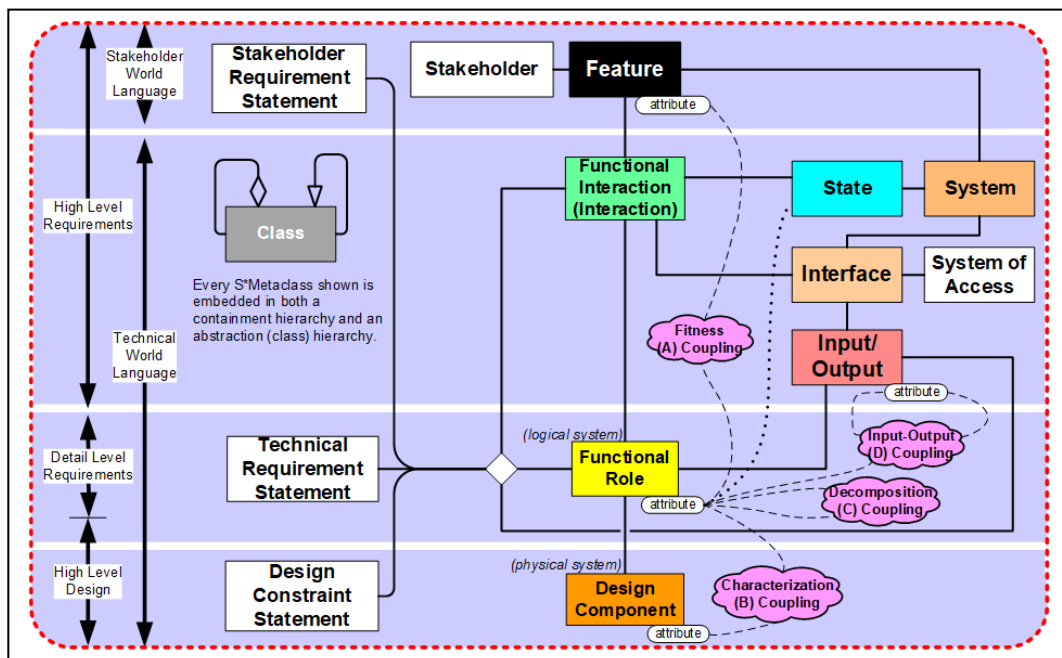 Stakeholder
World
Language
Stakeholder
Requirement
Statement
Stakeholder
Feature
attribute
High Level
Requirements
Technical
World
Language
Class
Every S*Metaclass shown is
embedded in both a
containment hierarchy and an
abstraction (class) hierarchy.
Functional
Interaction
(Interaction)
State
System
Interface
System of
Access
Fitness
(A) Coupling
Input/
Output
attribute
Detail Level
Requirements
Technical
Requirement
Statement
(logical system)
Functional
Role
attribute
Input-Output
(D) Coupling
Decomposition
(C) Coupling
High Level
Design
Design
Constraint
Statement
(physical system)
Design
Component
attribute
Characterization
(B) Coupling